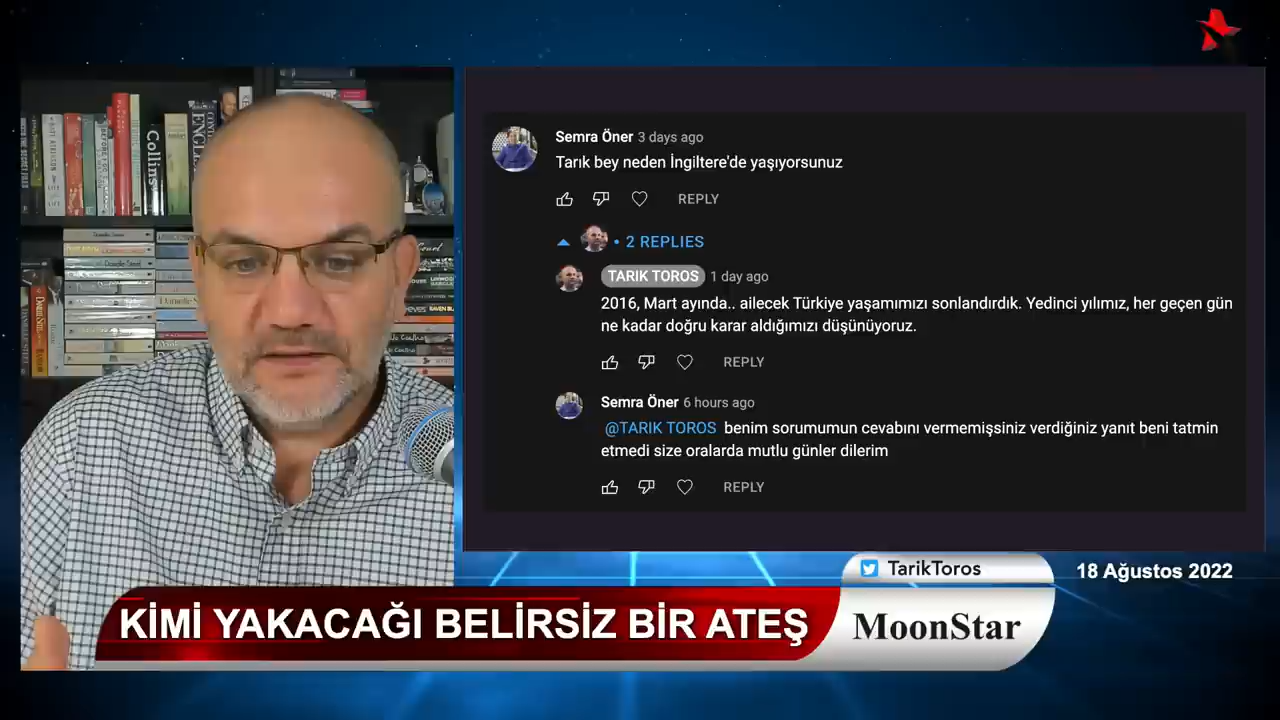 Semra Öner 3 days ago
Tarık bey neden İngiltere'de yaşıyorsunuz
REPLY
• 2 REPLIES
TARIK TOROS 1 day ago
2016, Mart ayında.. ailecek Türkiye yaşamımızı sonlandırdık. Yedinci yılımız, her geçen gün
ne kadar doğru karar aldığımızı düşünüyoruz.
REPLY
Semra Öner 6 hours ago
@TARIK TOROS benim sorumumun cevabını vermemişsiniz verdiğiniz yanıt beni tatmin
etmedi size oralarda mutlu günler dilerim
REPLY
TarikToros
18 Ağustos 2022
KİMİ YAKACAĞI BELİRSİZ BİR ATEŞ
MoonStar
Collins
ENGLISH